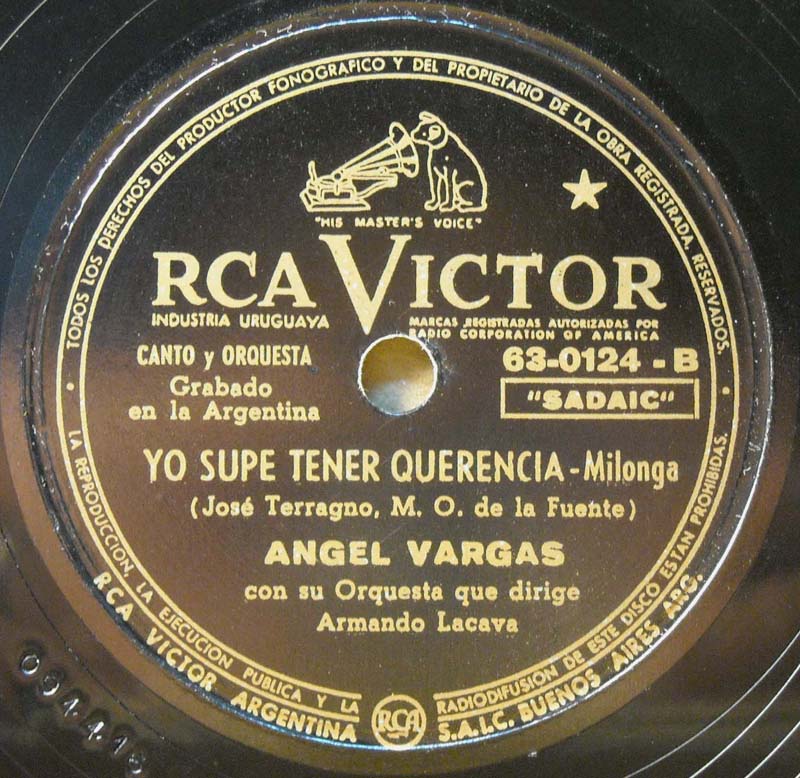 TODOS LOS DERECHOS DEL PRODUCTOR FONOGRAFICO Y DEL PROPIETARIO DE LA OBRA REGISTRADA, RESERVADOS.
"HIS MASTER'S VOICE"
RCA VICTOR
INDUSTRIA URUGUAYA
MARCAS REGISTRADAS AUTORIZADAS POR
RADIO CORPORATION OF AMERICA
CANTO y ORQUESTA
63-0124 - B
Grabado
en la Argentina
"SADAIC"
YO SUPE TENER QUERENCIA - Milonga
(José Terragno, M. O. de la Fuente)
ANGEL VARGAS
con su Orquesta que dirige
Armando Lacava
LA REPRODUCCION, LA EJECUCION PUBLICA Y LA RADIODIFUSION DE ESTE DISCO ESTAN PROHIBIDAS.
RCA VICTOR ARGENTINA
RCA
S.A.I.C. BUENOS AIRES ARG.